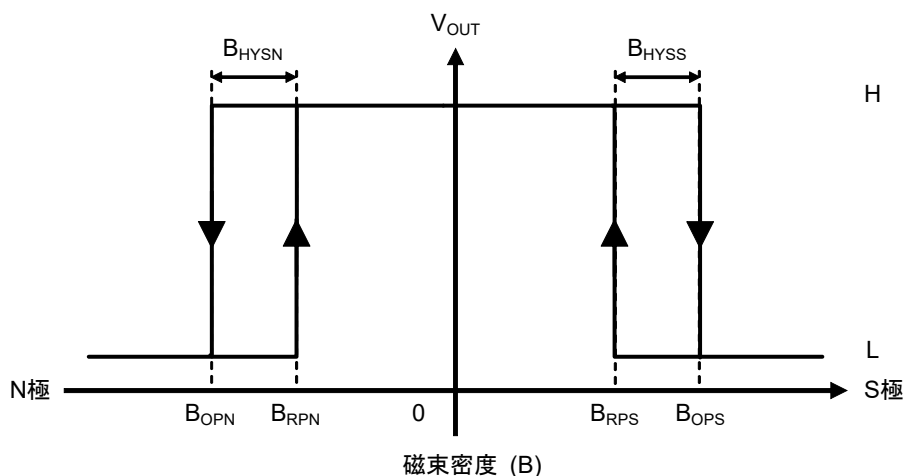 V_OUT
B_HYSN B_HYSS
H
L
N極 S極
B_OPN B_RPN 0 B_RPS B_OPS
磁束密度 (B)